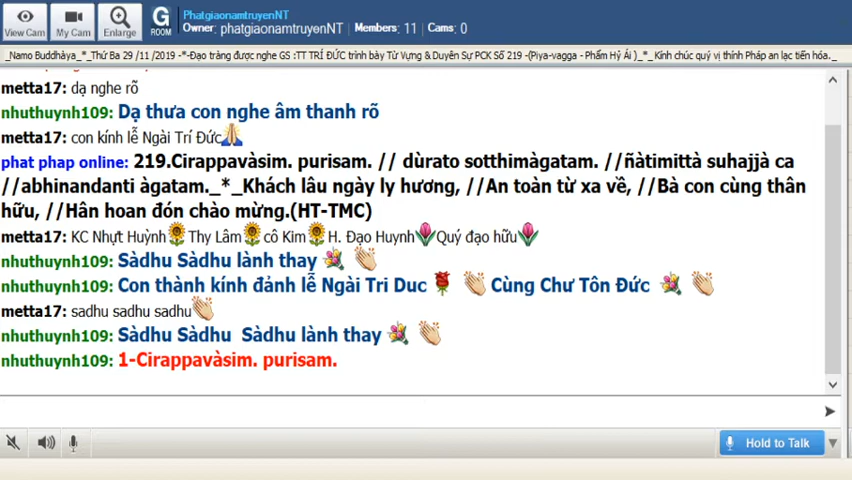 View Cam
My Cam
Enlarge
G
ROOM
PhatgiaonamtruyenNT
Owner: phatgiaonamtruyenNT | Members: 11 | Cams: 0
_Namo Buddhàya_*_Thứ Ba 29 /11 /2019 -*-Đạo tràng được nghe GS :TT TRÍ ĐỨC trình bày Từ Vựng & Duyên Sự PCK Số 219 -(Piya-vagga - Phẩm Hỷ Ái )_*_ Kính chúc quý vị thính Pháp an lạc tiến hóa._
metta17: dạ nghe rõ
nhuthuynh109: Dạ thưa con nghe âm thanh rõ
metta17: con kính lễ Ngài Trí Đức
phat phap online: 219.Cirappavàsim. purisam. // dùrato sotthimàgatam. //ñàtimittà suhajjà ca
//abhinandanti àgatam._*_Khách lâu ngày ly hương, //An toàn từ xa về, //Bà con cùng thân
hữu, //Hân hoan đón chào mừng.(HT-TMC)
metta17: KC Nhựt Huỳnh Thy Lâm cô Kim H. Đạo Huynh Quý đạo hữu
nhuthuynh109: Sàdhu Sàdhu lành thay
nhuthuynh109: Con thành kính đảnh lễ Ngài Tri Duc Cùng Chư Tôn Đức
metta17: sadhu sadhu sadhu
nhuthuynh109: Sàdhu Sàdhu Sàdhu lành thay
nhuthuynh109: 1-Cirappavàsim. purisam.
Hold to Talk